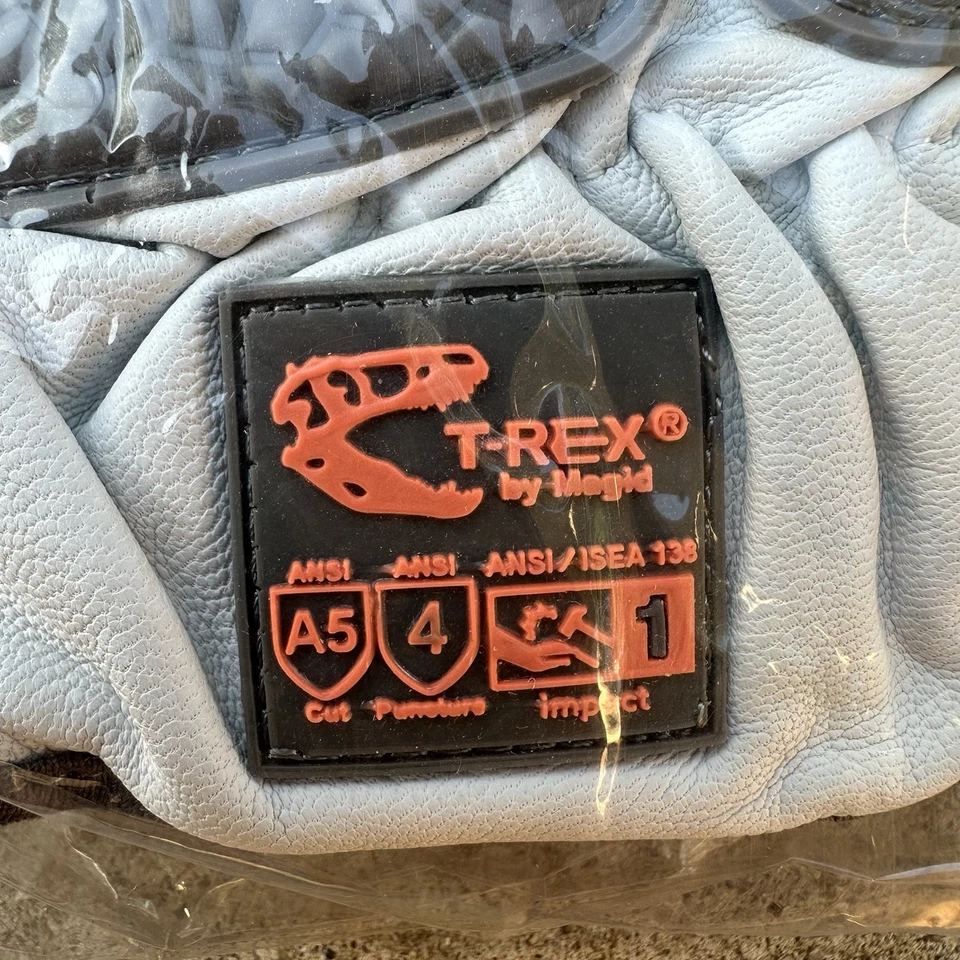 T-REX®
by Magid
ANSI ANSI ANSI/ISEA 138
A5 4 1
Cut Puncture impact